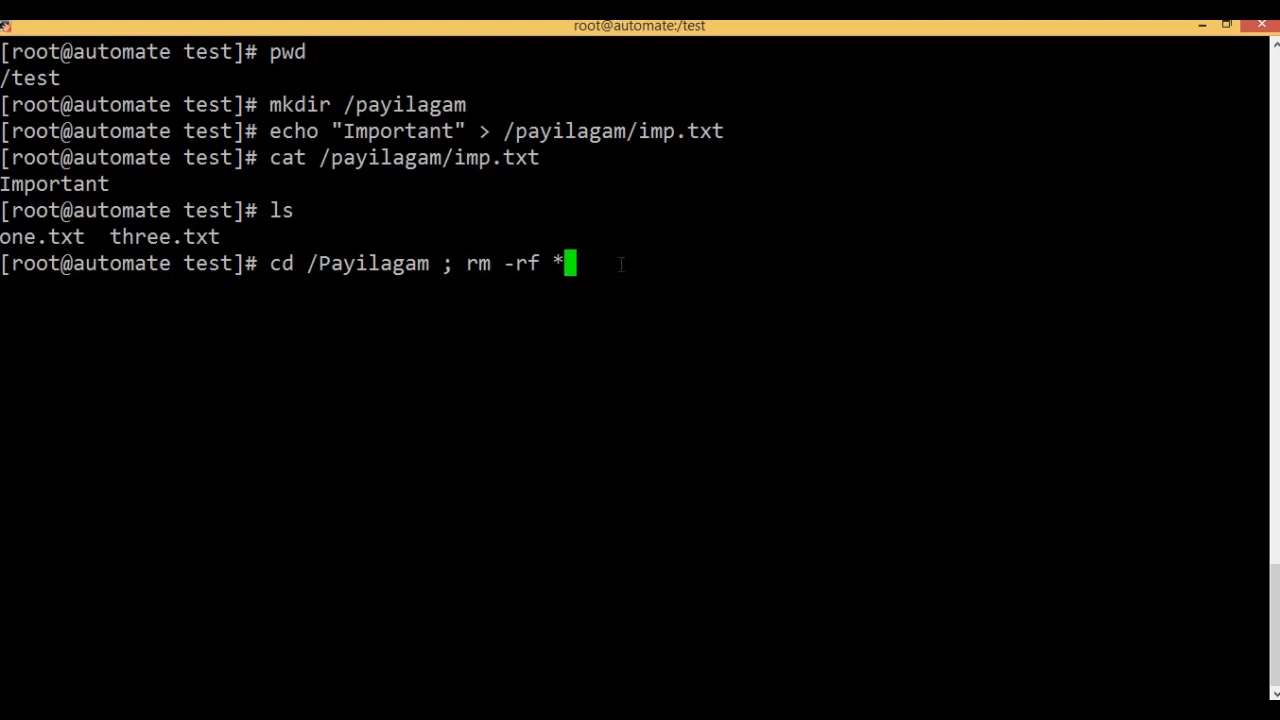 root@automate:/test
[root@automate test]# pwd
/test
[root@automate test]# mkdir /payilagam
[root@automate test]# echo "Important" > /payilagam/imp.txt
[root@automate test]# cat /payilagam/imp.txt
Important
[root@automate test]# ls
one.txt  three.txt
[root@automate test]# cd /Payilagam ; rm -rf *